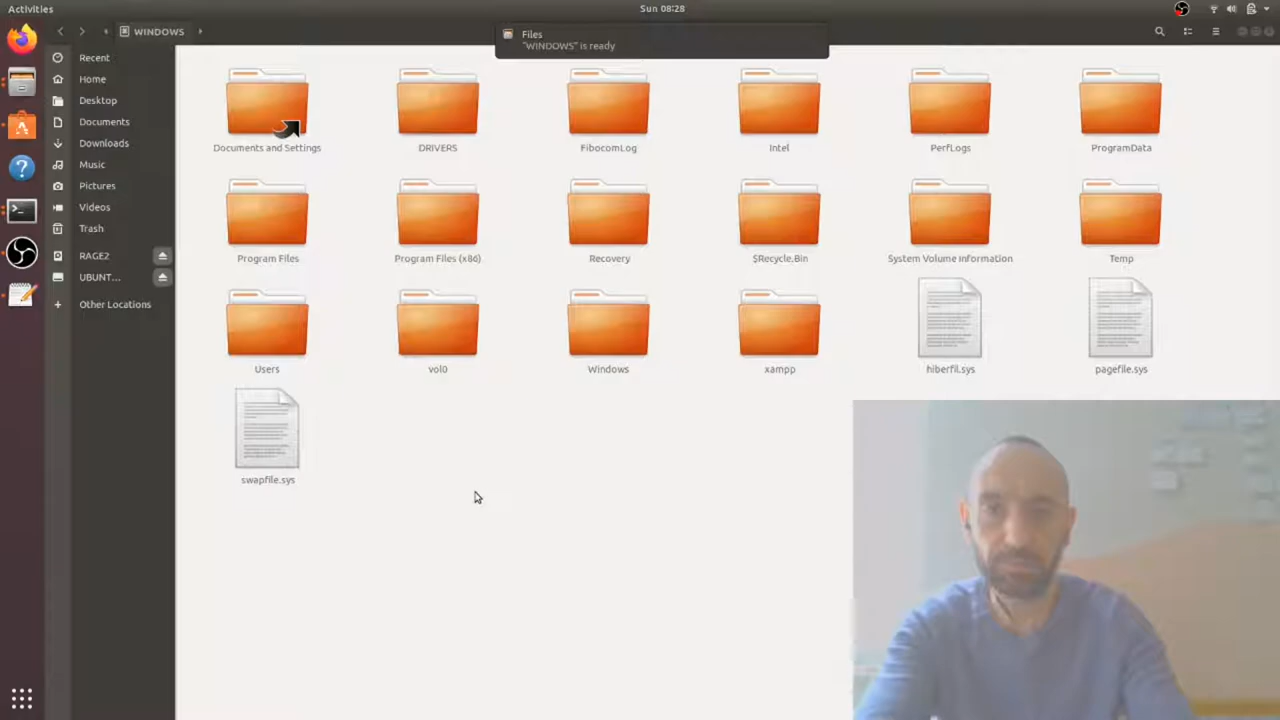 Activities
Sun 08:28
WINDOWS
Files
"WINDOWS" is ready
Recent
Home
Desktop
Documents
Downloads
Music
Pictures
Videos
Trash
RAGE2
UBUNT...
Other Locations
Documents and Settings
DRIVERS
FibocomLog
Intel
PerfLogs
ProgramData
Program Files
Program Files (x86)
Recovery
$Recycle.Bin
System Volume Information
Temp
Users
vol0
Windows
xampp
hiberfil.sys
pagefile.sys
swapfile.sys